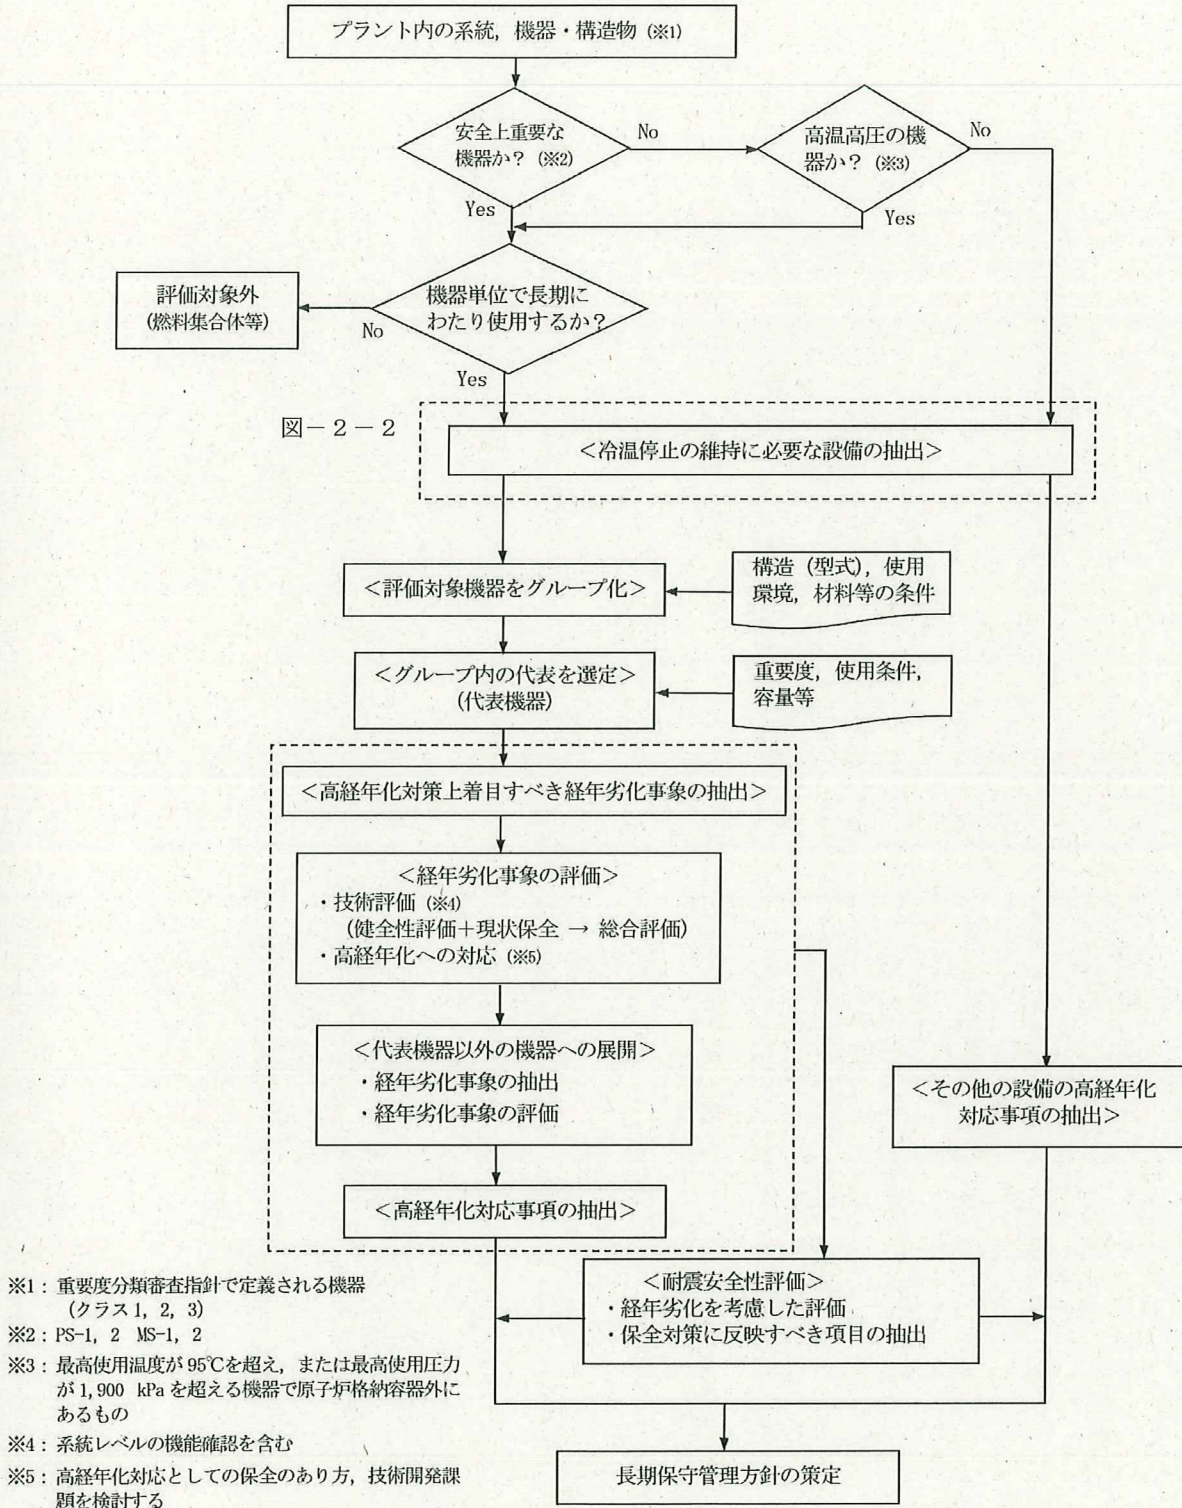 プラント内の系統，機器・構造物 (※1)
安全上重要な
機器か？ (※2)
No
高温高圧の機
器か？ (※3)
No
Yes
Yes
機器単位で長期に
わたり使用するか？
評価対象外
(燃料集合体等)
No
Yes
図－2－2
＜冷温停止の維持に必要な設備の抽出＞
＜評価対象機器をグループ化＞
構造（型式），使用
環境，材料等の条件
＜グループ内の代表を選定＞
(代表機器)
重要度，使用条件，
容量等
＜高経年化対策上着目すべき経年劣化事象の抽出＞
＜経年劣化事象の評価＞
・技術評価 (※4)
(健全性評価＋現状保全 → 総合評価)
・高経年化への対応 (※5)
＜代表機器以外の機器への展開＞
・経年劣化事象の抽出
・経年劣化事象の評価
＜その他の設備の高経年化
対応事項の抽出＞
＜高経年化対応事項の抽出＞
＜耐震安全性評価＞
・経年劣化を考慮した評価
・保全対策に反映すべき項目の抽出
※1：重要度分類審査指針で定義される機器
(クラス1, 2, 3)
※2：PS-1, 2 MS-1, 2
※3：最高使用温度が95℃を超え，または最高使用圧力
が1,900 kPaを超える機器で原子炉格納容器外に
あるもの
※4：系統レベルの機能確認を含む
※5：高経年化対応としての保全のあり方，技術開発課
題を検討する
長期保守管理方針の策定